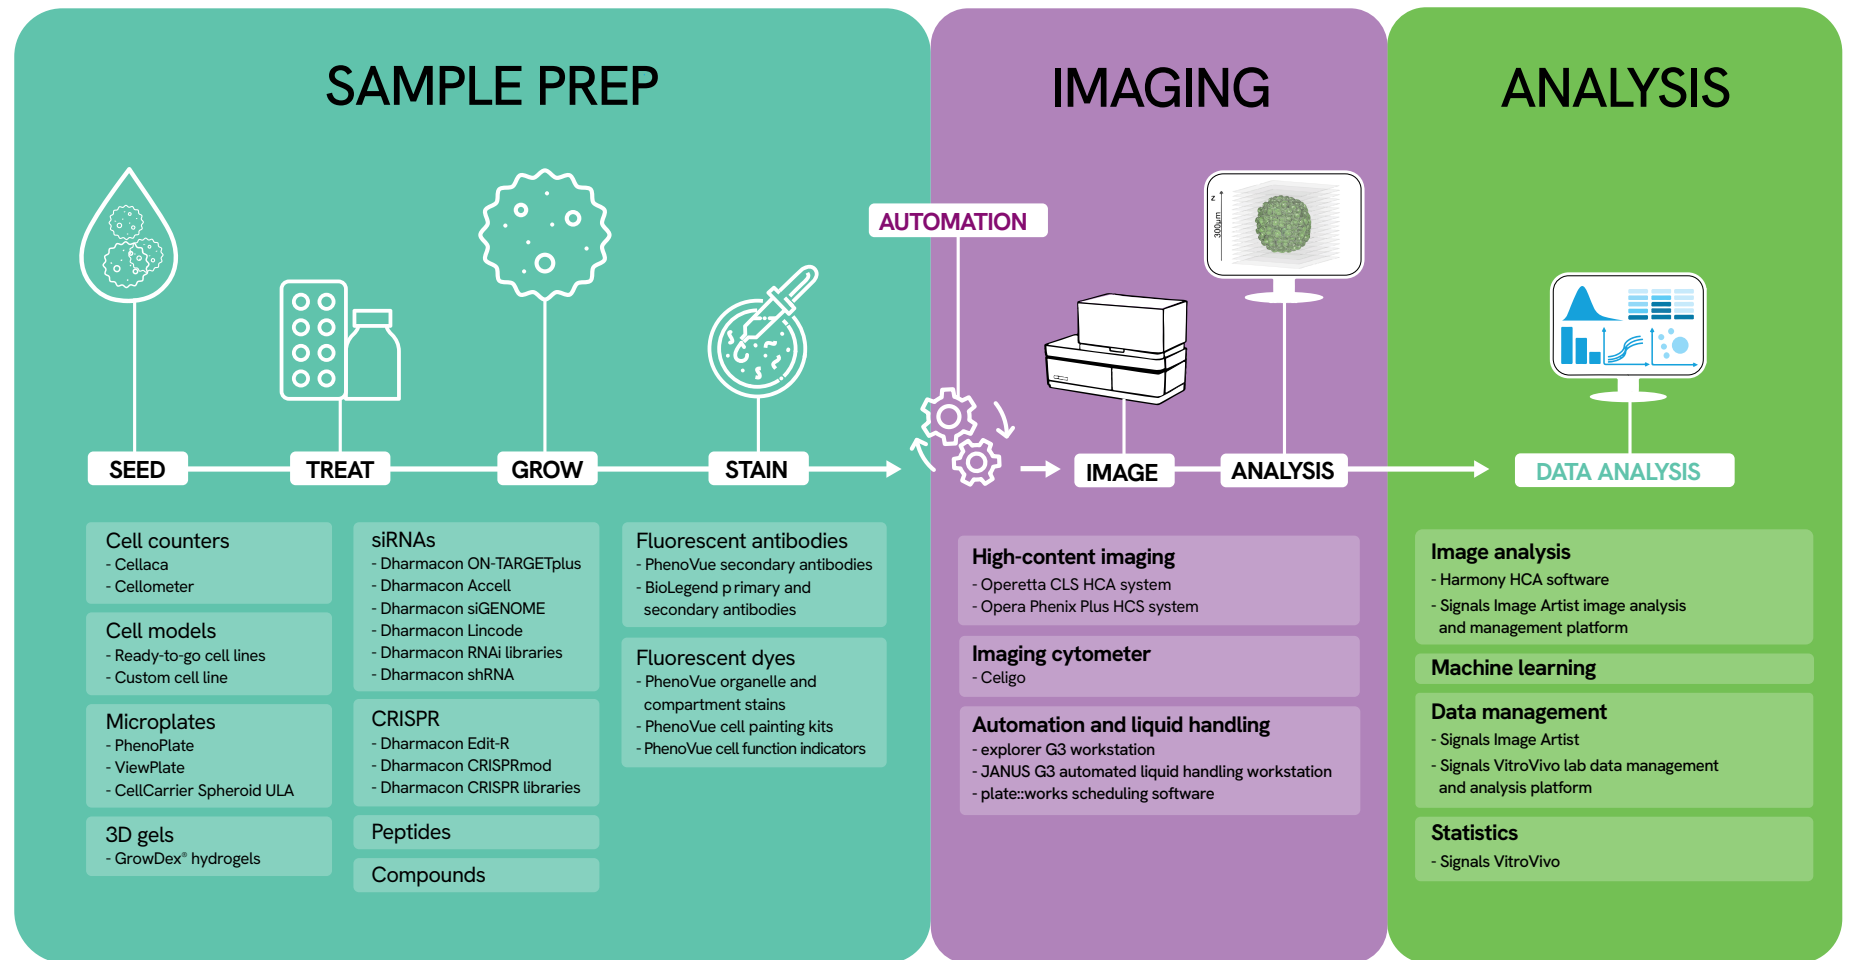 SAMPLE PREP
IMAGING
ANALYSIS
AUTOMATION
z
300µm
SEED
TREAT
GROW
STAIN
IMAGE
ANALYSIS
DATA ANALYSIS
Cell counters
- Cellaca
- Cellometer
Cell models
- Ready-to-go cell lines
- Custom cell line
Microplates
- PhenoPlate
- ViewPlate
- CellCarrier Spheroid ULA
3D gels
- GrowDex® hydrogels
siRNAs
- Dharmacon ON-TARGETplus
- Dharmacon Accell
- Dharmacon siGENOME
- Dharmacon Lincode
- Dharmacon RNAi libraries
- Dharmacon shRNA
CRISPR
- Dharmacon Edit-R
- Dharmacon CRISPRmod
- Dharmacon CRISPR libraries
Peptides
Compounds
Fluorescent antibodies
- PhenoVue secondary antibodies
- BioLegend p rimary and
secondary antibodies
Fluorescent dyes
- PhenoVue organelle and
compartment stains
- PhenoVue cell painting kits
- PhenoVue cell function indicators
High-content imaging
- Operetta CLS HCA system
- Opera Phenix Plus HCS system
Imaging cytometer
- Celigo
Automation and liquid handling
- explorer G3 workstation
- JANUS G3 automated liquid handling workstation
- plate::works scheduling software
Image analysis
- Harmony HCA software
- Signals Image Artist image analysis
and management platform
Machine learning
Data management
- Signals Image Artist
- Signals VitroVivo lab data management
and analysis platform
Statistics
- Signals VitroVivo